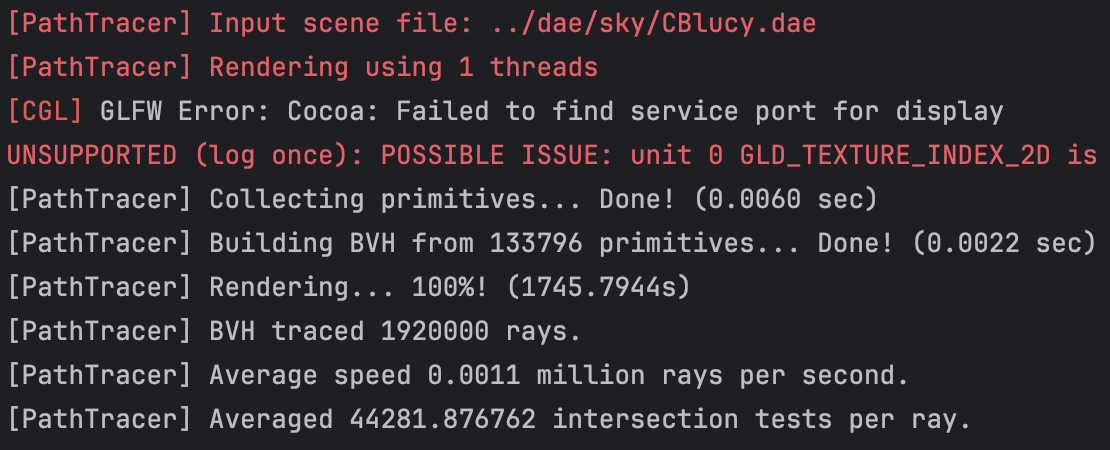 [PathTracer] Input scene file: ../dae/sky/CBlucy.dae
[PathTracer] Rendering using 1 threads
[CGL] GLFW Error: Cocoa: Failed to find service port for display
UNSUPPORTED (log once): POSSIBLE ISSUE: unit 0 GLD_TEXTURE_INDEX_2D is
[PathTracer] Collecting primitives... Done! (0.0060 sec)
[PathTracer] Building BVH from 133796 primitives... Done! (0.0022 sec)
[PathTracer] Rendering... 100%! (1745.7944s)
[PathTracer] BVH traced 1920000 rays.
[PathTracer] Average speed 0.0011 million rays per second.
[PathTracer] Averaged 44281.876762 intersection tests per ray.